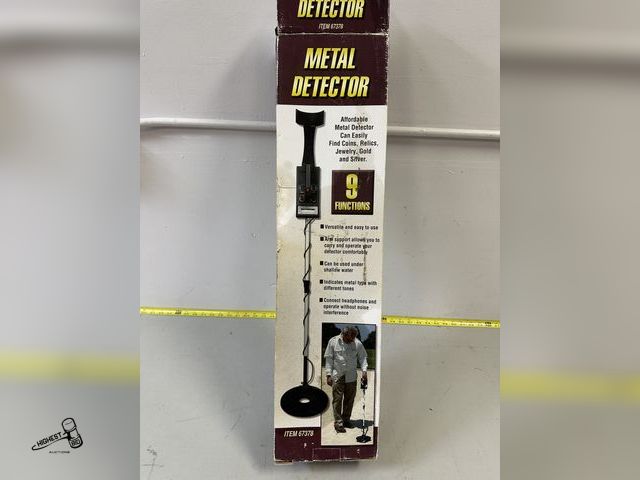 DETECTOR
ITEM 67378
METAL
DETECTOR
Affordable
Metal Detector
Can Easily
Find Coins, Relics,
Jewelry, Gold
and Silver.
9
FUNCTIONS
Versatile and easy to use
Arm support allows you to
carry and operate your
detector comfortably
Can be used under
shallow water
Indicates metal type with
different tones
Connect headphones and
operate without noise
interference
ITEM 67378
HIGHEST
BID
AUCTIONS